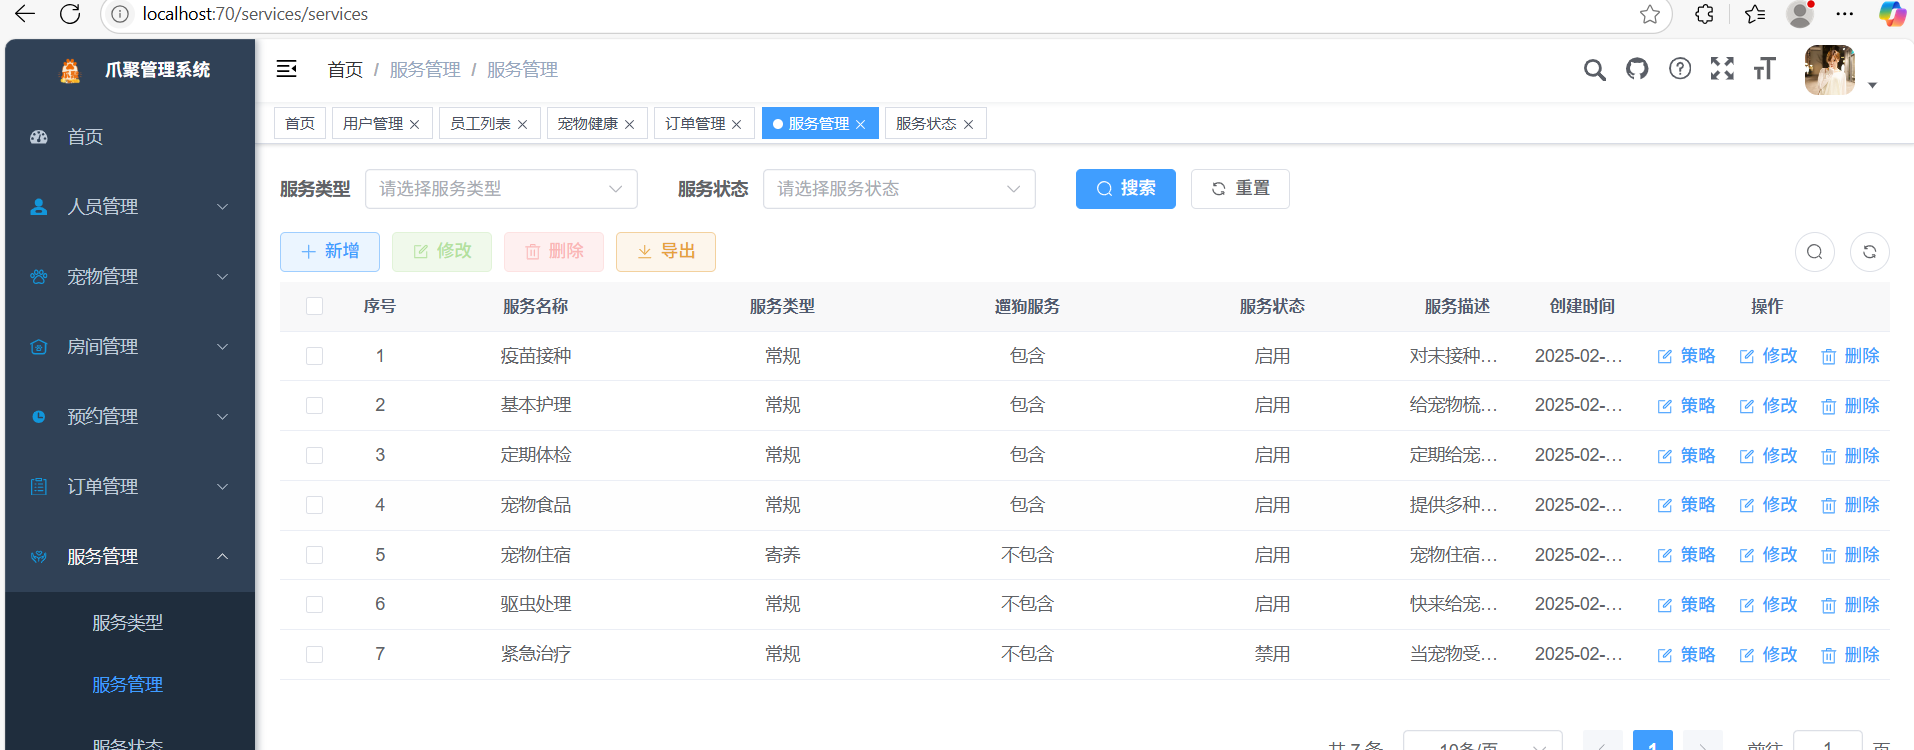 localhost:70/services/services
爪聚管理系统
首页 / 服务管理 / 服务管理
首页
人员管理
宠物管理
房间管理
预约管理
订单管理
服务管理
服务类型
服务管理
服务状态
首页 用户管理 员工列表 宠物健康 订单管理 服务管理 服务状态
服务类型 请选择服务类型 服务状态 请选择服务状态 搜索 重置
新增 修改 删除 导出
序号 服务名称 服务类型 遛狗服务 服务状态 服务描述 创建时间 操作
1 疫苗接种 常规 包含 启用 对未接种... 2025-02-... 策略 修改 删除
2 基本护理 常规 包含 启用 给宠物梳... 2025-02-... 策略 修改 删除
3 定期体检 常规 包含 启用 定期给宠... 2025-02-... 策略 修改 删除
4 宠物食品 常规 包含 启用 提供多种... 2025-02-... 策略 修改 删除
5 宠物住宿 寄养 不包含 启用 宠物住宿... 2025-02-... 策略 修改 删除
6 驱虫处理 常规 不包含 启用 快来给宠... 2025-02-... 策略 修改 删除
7 紧急治疗 常规 不包含 禁用 当宠物受... 2025-02-... 策略 修改 删除
共 7 条 10条/页 1 前往 1 页